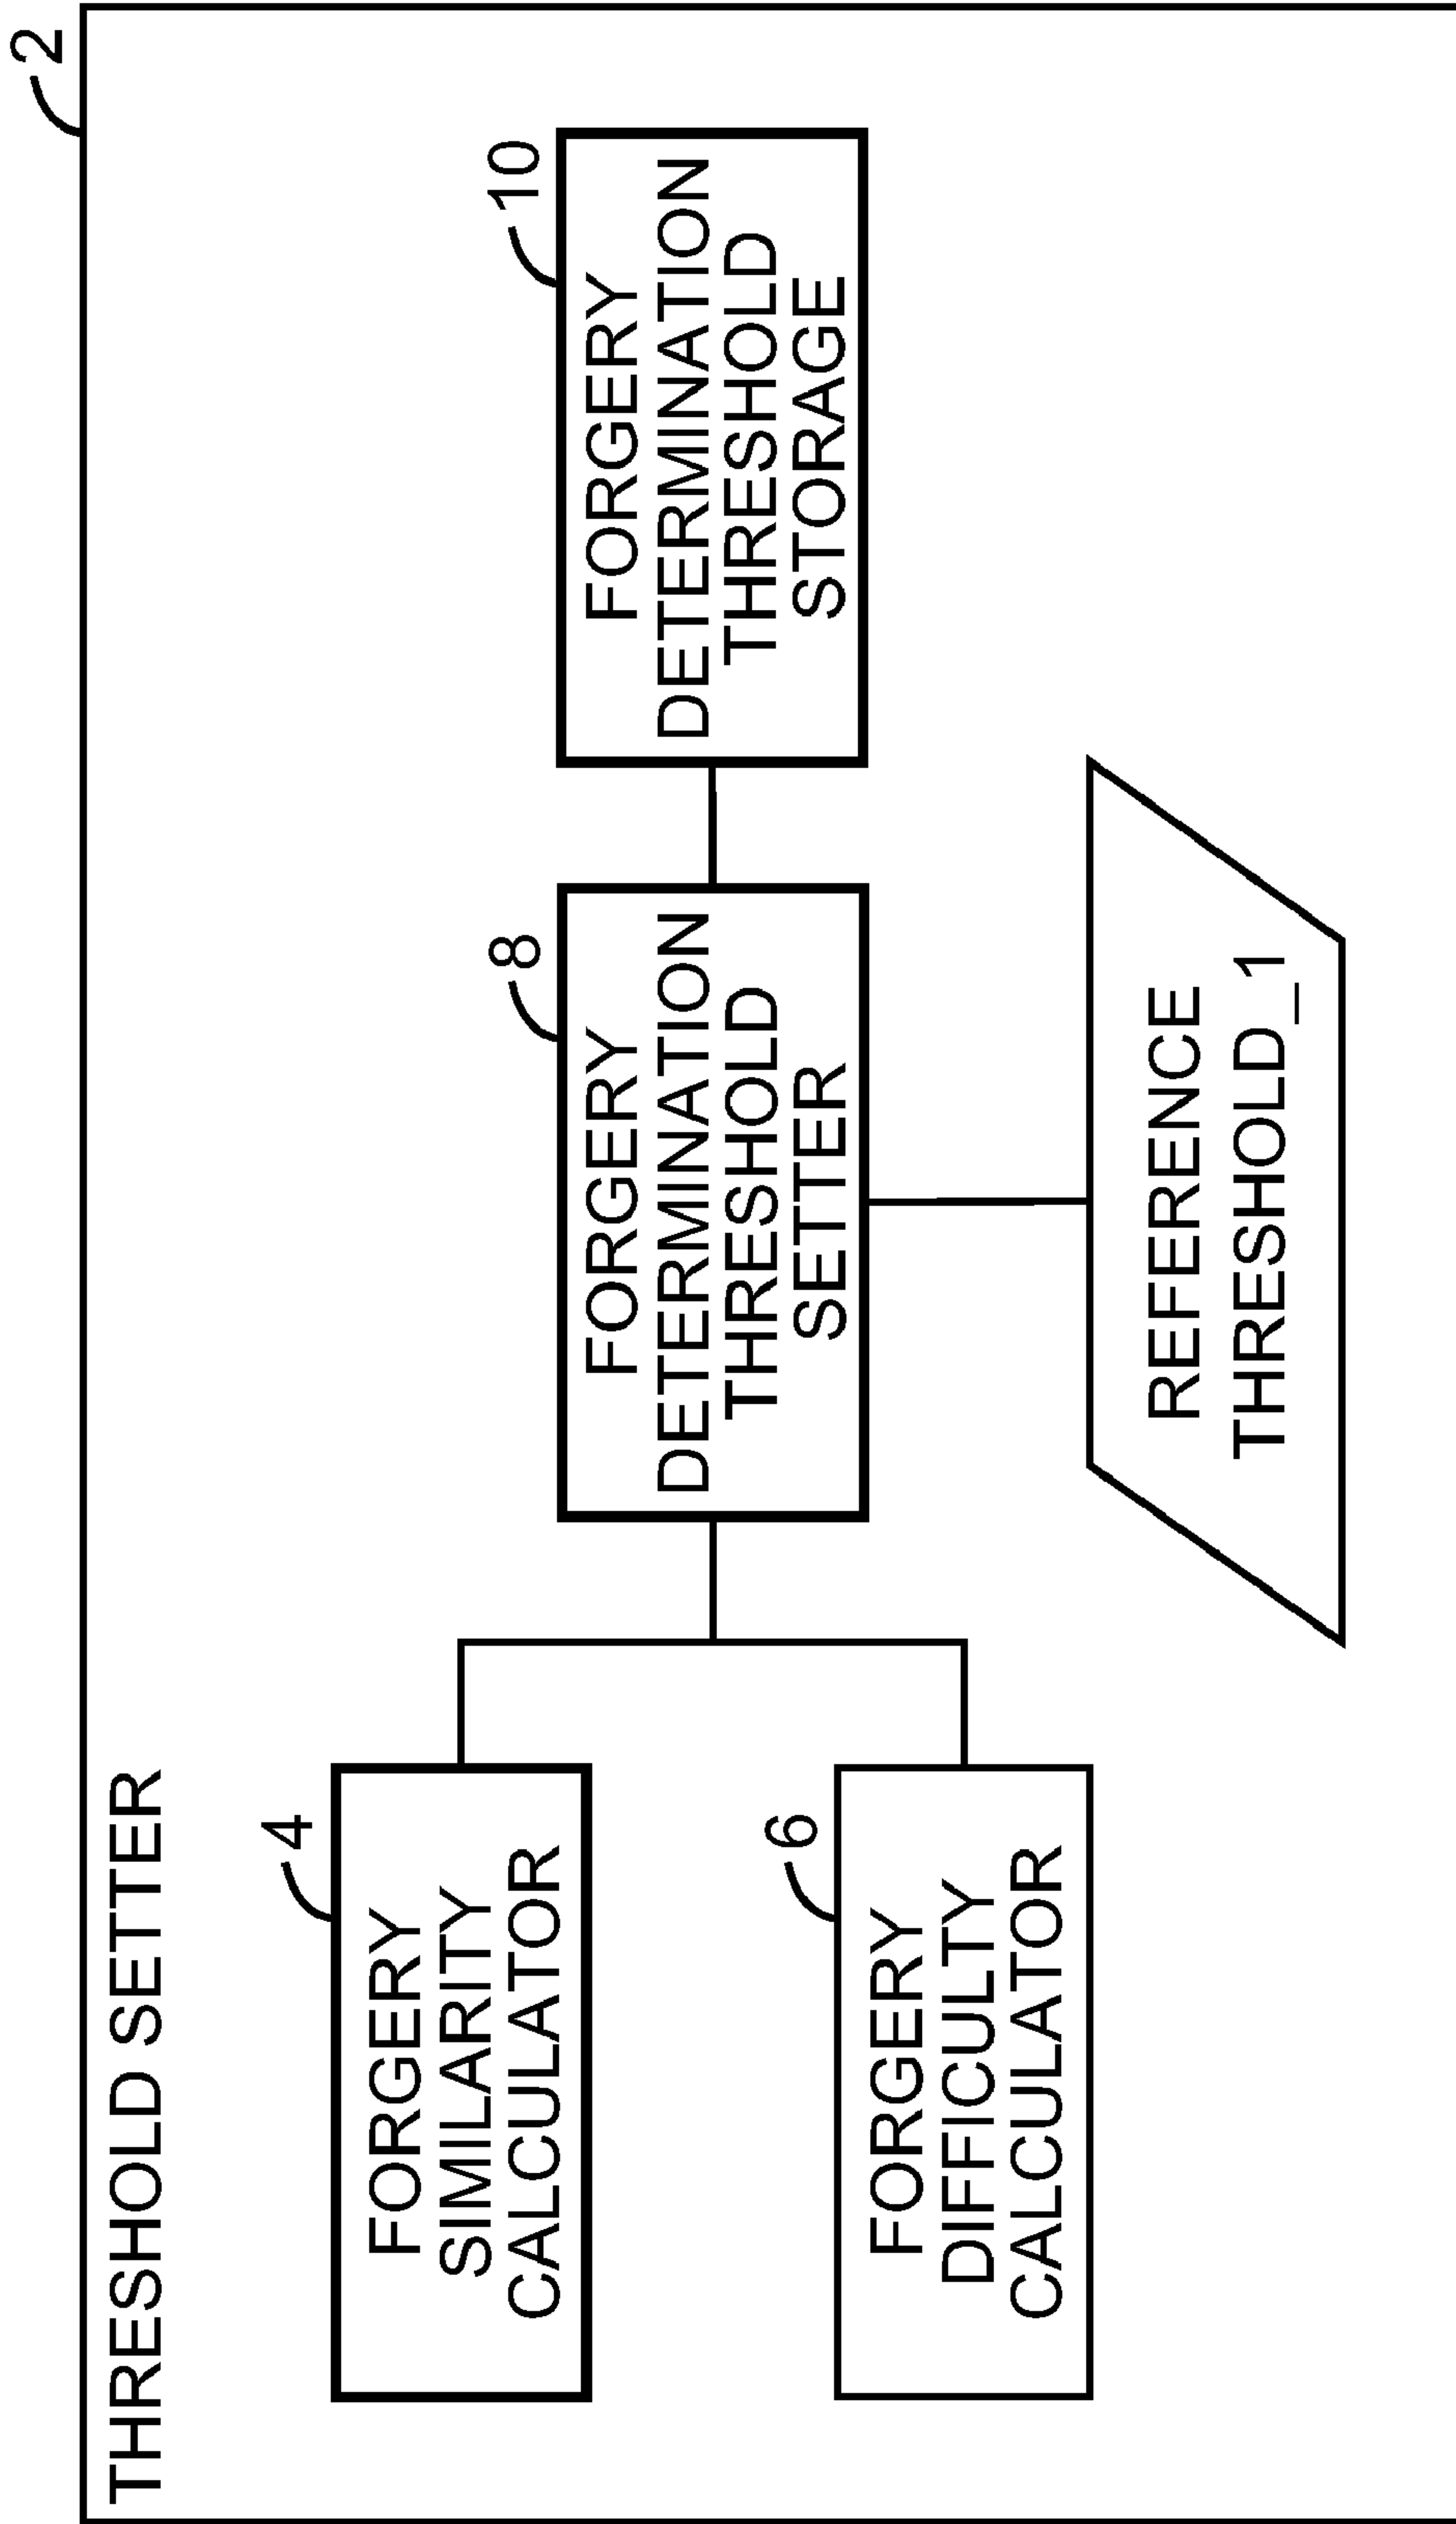 2
THRESHOLD SETTER
4
FORGERY
SIMILARITY
CALCULATOR
6
FORGERY
DIFFICULTY
CALCULATOR
8
FORGERY
DETERMINATION
THRESHOLD
SETTER
10
FORGERY
DETERMINATION
THRESHOLD
STORAGE
REFERENCE
THRESHOLD_1